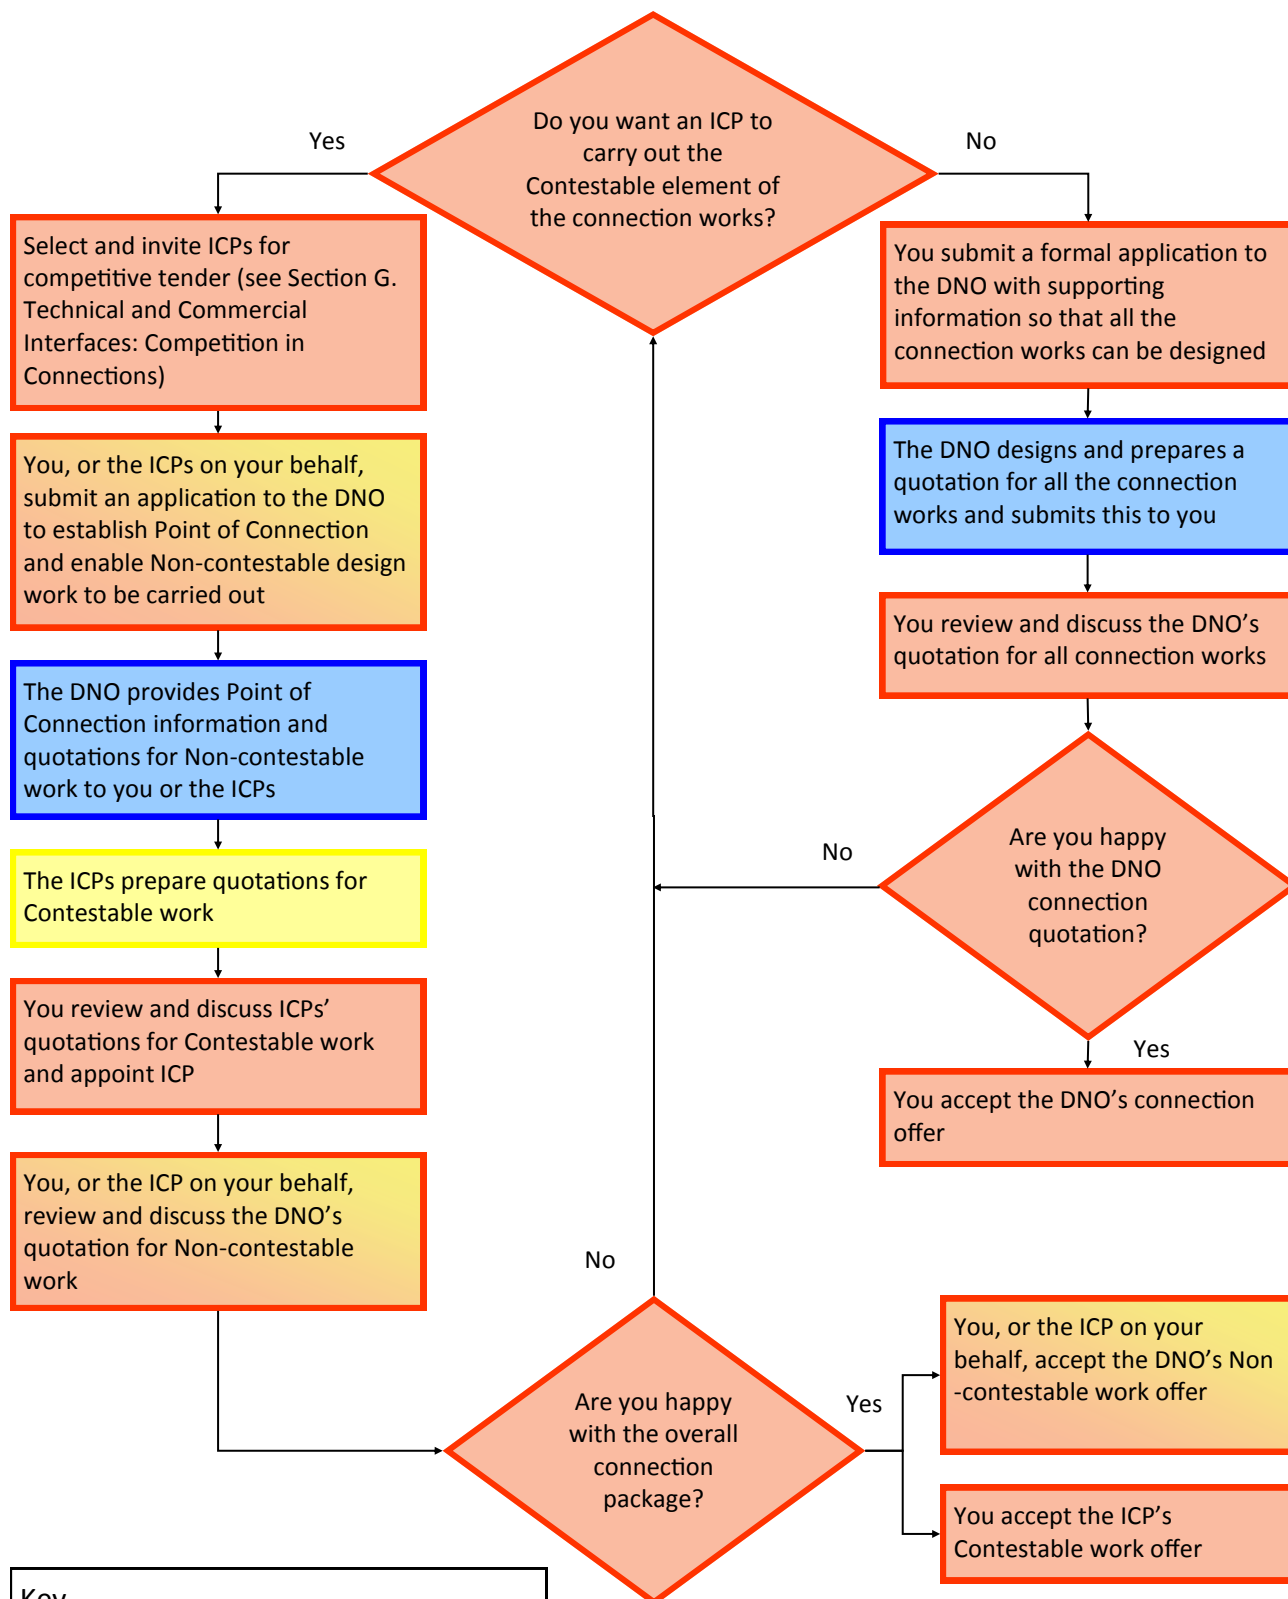 Do you want an ICP to
carry out the
Contestable element of
the connection works?
Yes
No
Select and invite ICPs for
competitive tender (see Section G.
Technical and Commercial
Interfaces: Competition in
Connections)
You, or the ICPs on your behalf,
submit an application to the DNO
to establish Point of Connection
and enable Non-contestable design
work to be carried out
The DNO provides Point of
Connection information and
quotations for Non-contestable
work to you or the ICPs
The ICPs prepare quotations for
Contestable work
You review and discuss ICPs’
quotations for Contestable work
and appoint ICP
You, or the ICP on your behalf,
review and discuss the DNO’s
quotation for Non-contestable
work
You submit a formal application to
the DNO with supporting
information so that all the
connection works can be designed
The DNO designs and prepares a
quotation for all the connection
works and submits this to you
You review and discuss the DNO’s
quotation for all connection works
Are you happy
with the DNO
connection
quotation?
No
Yes
You accept the DNO’s connection
offer
No
Are you happy
with the overall
connection
package?
Yes
You, or the ICP on your
behalf, accept the DNO’s Non
-contestable work offer
You accept the ICP’s
Contestable work offer
Key